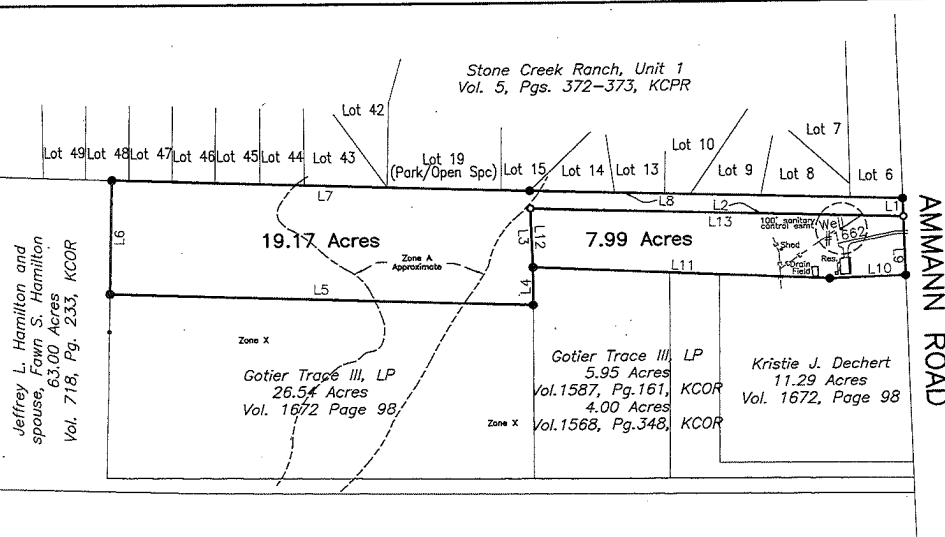 Stone Creek Ranch, Unit 1
Vol. 5, Pgs. 372-373, KCPR
Lot 42
Lot 7
Lot 10
Lot 49
Lot 48
Lot 47
Lot 46
Lot 45
Lot 44
Lot 43
Lot 19
(Park/Open Spc)
Lot 15
Lot 14
Lot 13
Lot 9
Lot 8
Lot 6
L7
L8
L2
L1
L13
100' sanitary
control esmt
Well
#1662
L6
19.17 Acres
L3
L12
7.99 Acres
Shed
Drain
Field
Res.
L9
Zone A
Approximate
L11
L10
L5
L4
AMMANN ROAD
Jeffrey L. Hamilton and
spouse, Fawn S. Hamilton
63.00 Acres
Vol. 718, Pg. 233, KCOR
Zone X
Gotier Trace III, LP
26.54 Acres
Vol. 1672 Page 98
Zone X
Gotier Trace III, LP
5.95 Acres
Vol.1587, Pg.161, KCOR
4.00 Acres
Vol.1568, Pg.348, KCOR
Kristie J. Dechert
11.29 Acres
Vol. 1672, Page 98